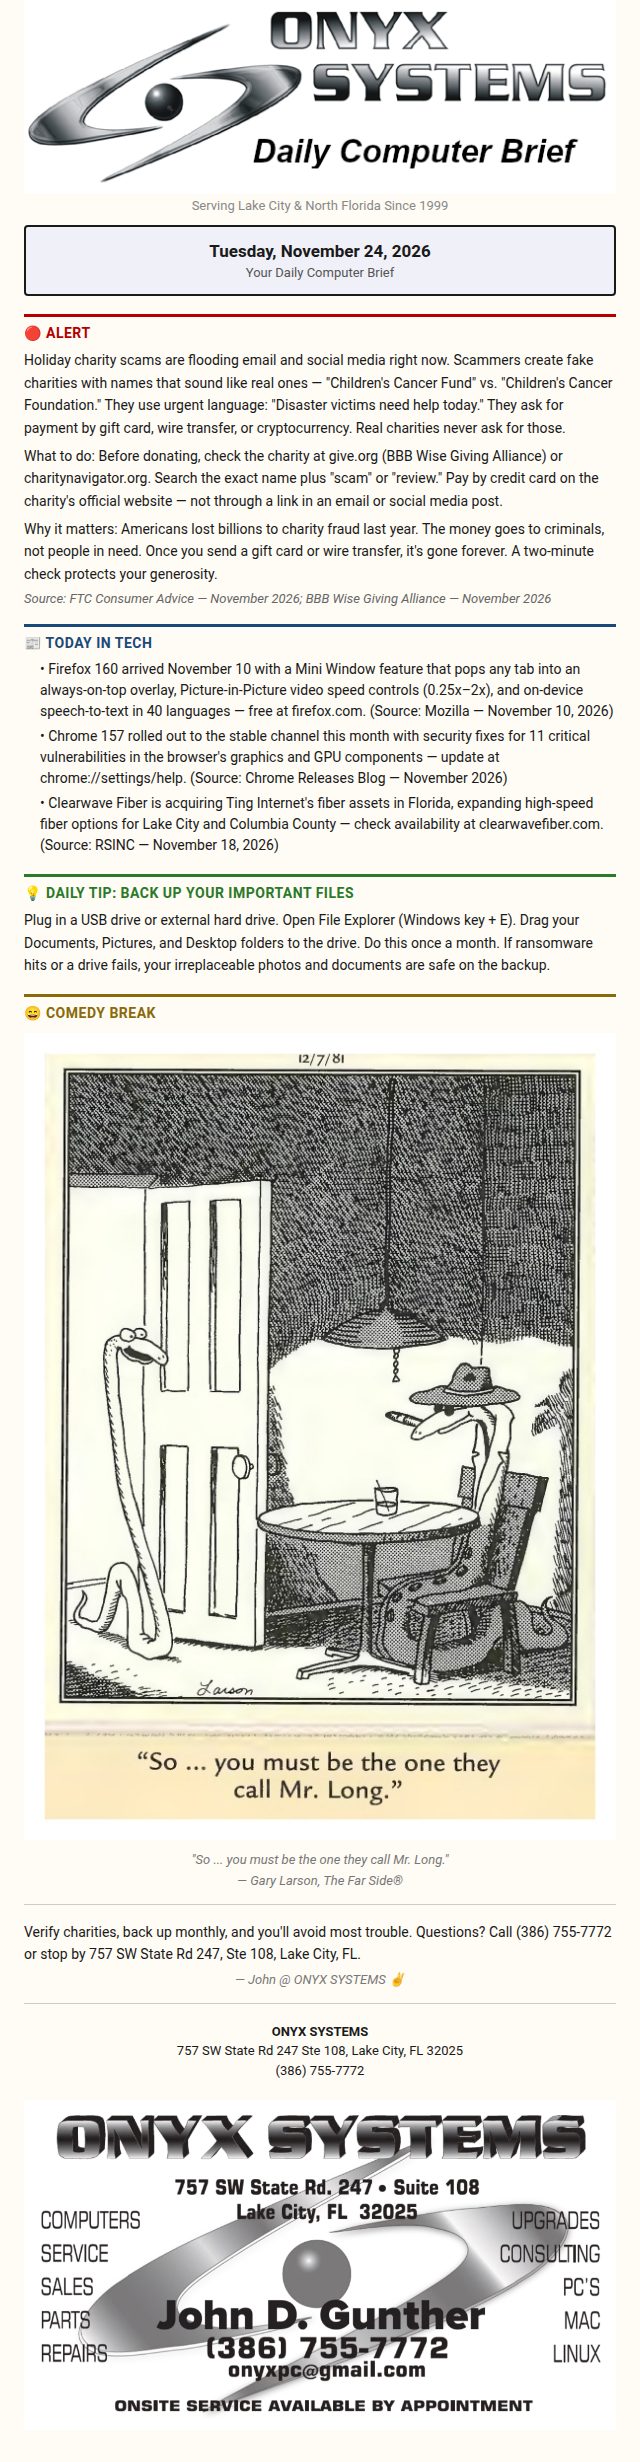 ONYX
SYSTEMS
Daily Computer Brief
Serving Lake City & North Florida Since 1999
Tuesday, November 24, 2026
Your Daily Computer Brief
🔴 ALERT
Holiday charity scams are flooding email and social media right now. Scammers create fake
charities with names that sound like real ones — "Children's Cancer Fund" vs. "Children's Cancer
Foundation." They use urgent language: "Disaster victims need help today." They ask for
payment by gift card, wire transfer, or cryptocurrency. Real charities never ask for those.
What to do: Before donating, check the charity at give.org (BBB Wise Giving Alliance) or
charitynavigator.org. Search the exact name plus "scam" or "review." Pay by credit card on the
charity's official website — not through a link in an email or social media post.
Why it matters: Americans lost billions to charity fraud last year. The money goes to criminals,
not people in need. Once you send a gift card or wire transfer, it's gone forever. A two-minute
check protects your generosity.
Source: FTC Consumer Advice — November 2026; BBB Wise Giving Alliance — November 2026
📰 TODAY IN TECH
• Firefox 160 arrived November 10 with a Mini Window feature that pops any tab into an
always-on-top overlay, Picture-in-Picture video speed controls (0.25x–2x), and on-device
speech-to-text in 40 languages — free at firefox.com. (Source: Mozilla — November 10, 2026)
• Chrome 157 rolled out to the stable channel this month with security fixes for 11 critical
vulnerabilities in the browser's graphics and GPU components — update at
chrome://settings/help. (Source: Chrome Releases Blog — November 2026)
• Clearwave Fiber is acquiring Ting Internet's fiber assets in Florida, expanding high-speed
fiber options for Lake City and Columbia County — check availability at clearwavefiber.com.
(Source: RSINC — November 18, 2026)
💡 DAILY TIP: BACK UP YOUR IMPORTANT FILES
Plug in a USB drive or external hard drive. Open File Explorer (Windows key + E). Drag your
Documents, Pictures, and Desktop folders to the drive. Do this once a month. If ransomware
hits or a drive fails, your irreplaceable photos and documents are safe on the backup.
😄 COMEDY BREAK
12/7/81
Larson
“So ... you must be the one they
call Mr. Long.”
"So ... you must be the one they call Mr. Long."
— Gary Larson, The Far Side®
Verify charities, back up monthly, and you'll avoid most trouble. Questions? Call (386) 755-7772
or stop by 757 SW State Rd 247, Ste 108, Lake City, FL.
— John @ ONYX SYSTEMS ✌️
ONYX SYSTEMS
757 SW State Rd 247 Ste 108, Lake City, FL 32025
(386) 755-7772
ONYX SYSTEMS
757 SW State Rd. 247 • Suite 108
Lake City, FL 32025
COMPUTERS
SERVICE
SALES
PARTS
REPAIRS
UPGRADES
CONSULTING
PC'S
MAC
LINUX
John D. Gunther
(386) 755-7772
onyxpc@gmail.com
ONSITE SERVICE AVAILABLE BY APPOINTMENT